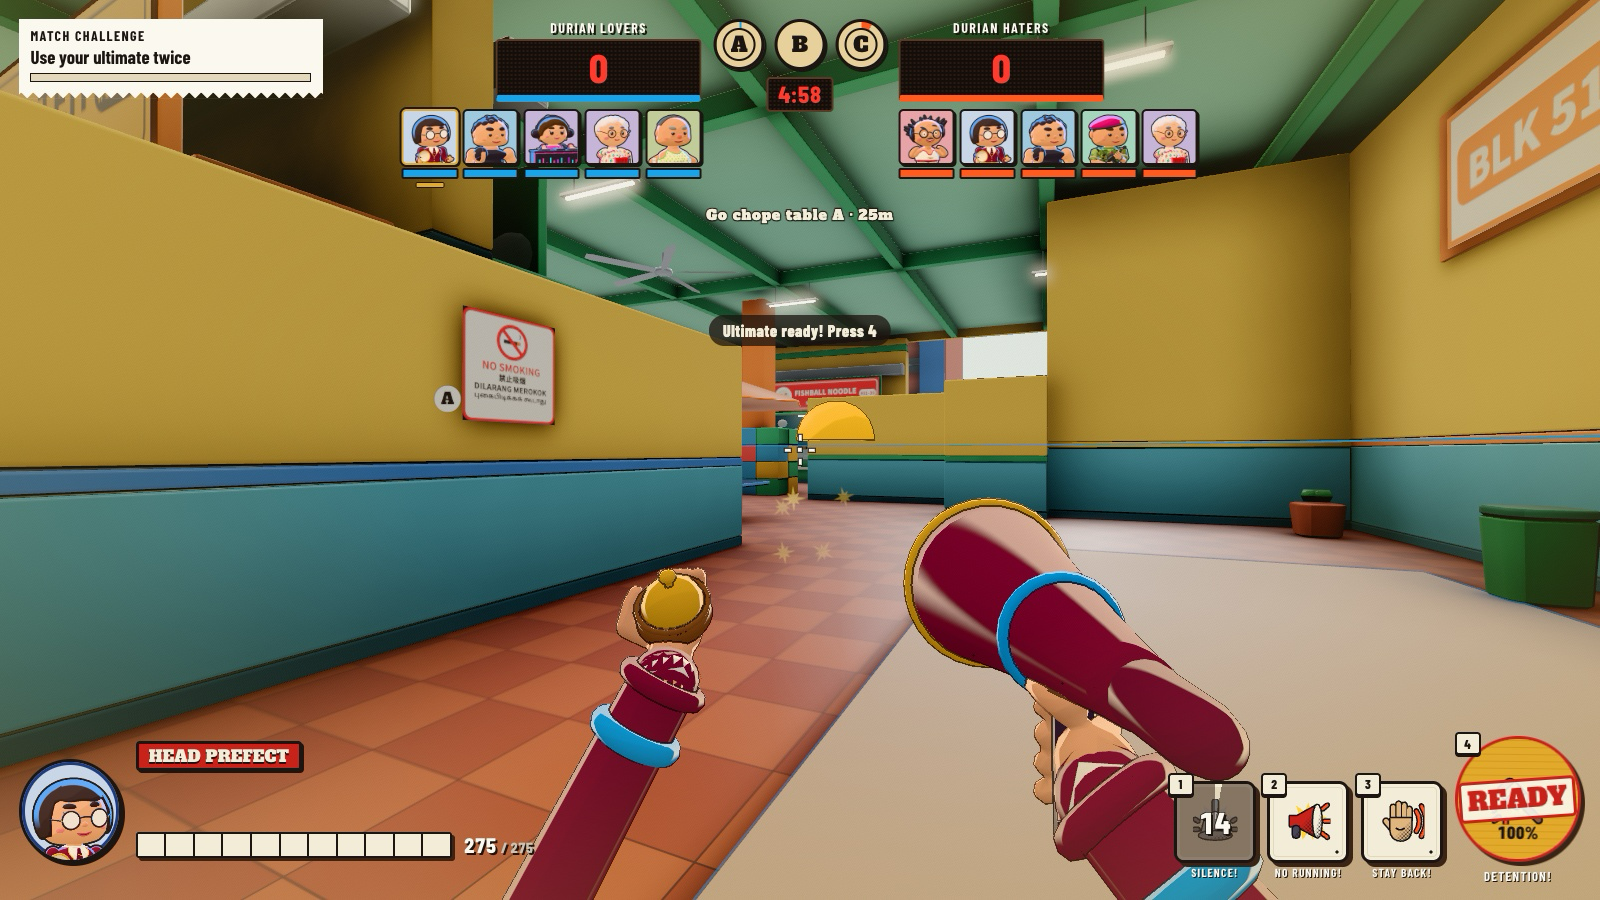 MATCH CHALLENGE
Use your ultimate twice
DURIAN LOVERS
0
A
B
C
4:58
DURIAN HATERS
0
BLK 51
Go chope table A · 25m
Ultimate ready! Press 4
NO SMOKING
禁止吸烟
DILARANG MEROKOK
A
FISHBALL NOODLE
HEAD PREFECT
275 / 275
1
14
SILENCE!
2
NO RUNNING!
3
STAY BACK!
4
READY
100%
DETENTION!